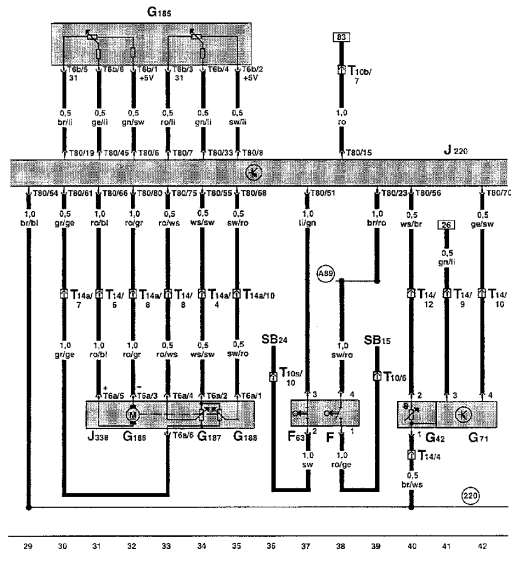 G185
83
T6b/5 T6b/6 T6b/1 T6b/3 T6b/4 T6b/2
31 +5V 31 +5V
T10b/
7
0,5 0,5 0,5 0,5 0,5 0,5 1,0
br/li ge/li gn/sw ro/li gn/li sw/li ro
T80/19 T80/45 T80/6 T80/7 T80/33 T80/8 T80/15 J220
K
T80/54 T80/61 T80/66 T80/80 T80/75 T80/55 T80/68 T80/51 T80/23 T80/56 T80/70
1,0 0,5 1,0 1,0 0,5 0,5 0,5 1,0 1,0 0,5 0,5
br/bl gr/ge ro/bl ro/gr ro/ws ws/sw sw/ro li/gn br/ro ws/br ge/sw
26
0,5
gn/li
A89
T14a/ T14/ T14a/ T14/ T14a/ T14a/10 T14/ T14/ T14/
7 6 8 8 4 12 9 10
SB24 SB15
1,0 1,0 1,0 0,5 0,5 0,5 1,0
gr/ge ro/bl ro/gr ro/ws ws/sw sw/ro sw/ro
T10s/
10
T10/6
+ −
T6a/5 T6a/3 T6a/4 T6a/2 T6a/1 3 4 2 3 4
M K
J338 G186 G187 G188 F63 F G42 G71
T6a/6 2 1 1
1,0 1,0
sw ro/ge
T14/4
0,5
br/ws
220
29 30 31 32 33 34 35 36 37 38 39 40 41 42